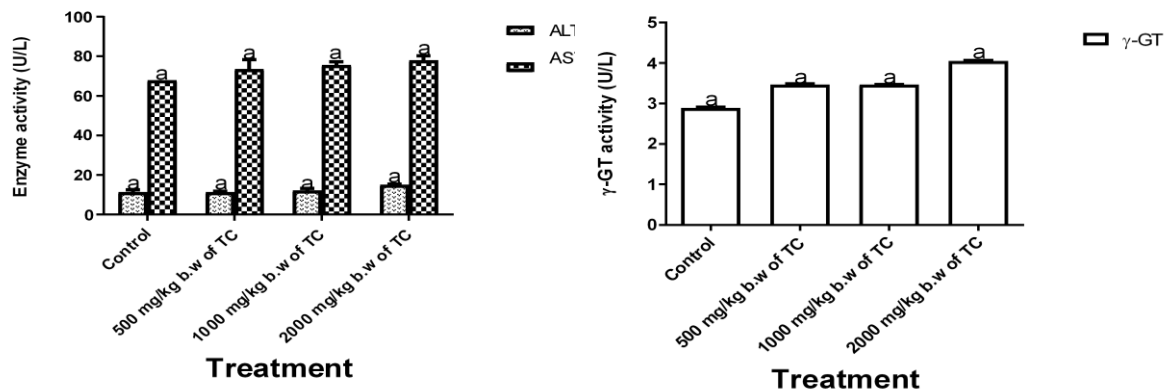 Enzyme activity (U/L)
100
80
60
40
20
0
a
a
a
a
a
a
a
a
ALT
AS
Control
500 mg/kg b.w of TC
1000 mg/kg b.w of TC
2000 mg/kg b.w of TC
Treatment
γ-GT activity (U/L)
5
4
3
2
1
0
a
a
a
a
γ-GT
Control
500 mg/kg b.w of TC
1000 mg/kg b.w of TC
2000 mg/kg b.w of TC
Treatment